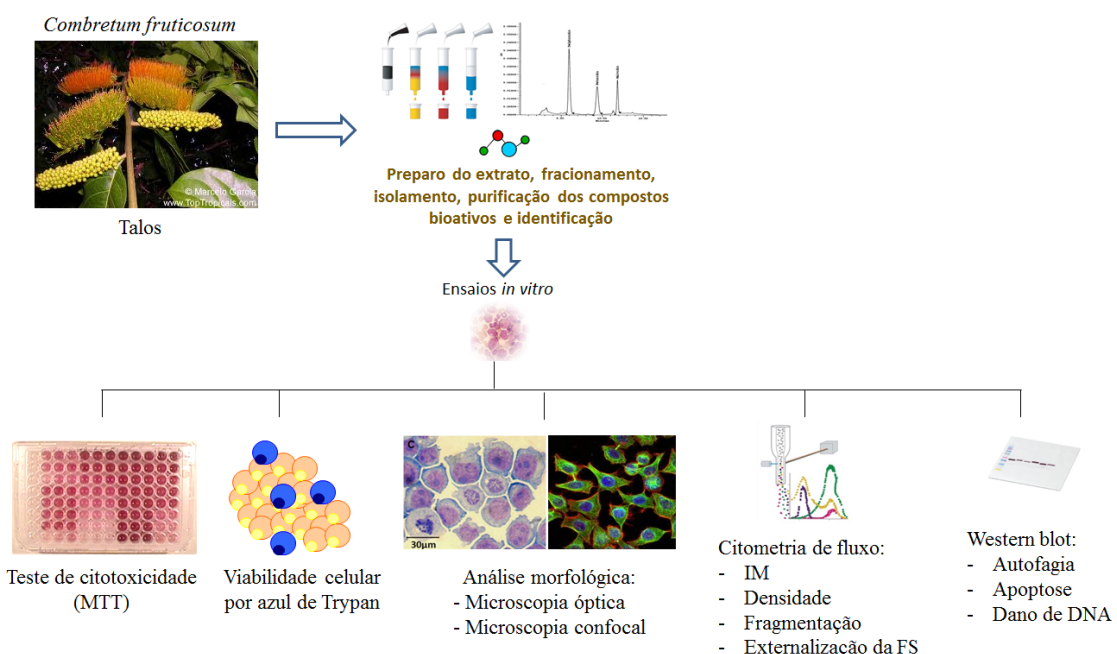 Combretum fruticosum
© Marcelo Garcia
www.TopTropicals.com
Talos
Preparo do extrato, fracionamento,
isolamento, purificação dos compostos
bioativos e identificação
Ensaios in vitro
Teste de citotoxicidade
(MTT)
Viabilidade celular
por azul de Trypan
C
30µm
Análise morfológica:
- Microscopia óptica
- Microscopia confocal
Citometria de fluxo:
- IM
- Densidade
- Fragmentação
- Externalização da FS
Western blot:
- Autofagia
- Apoptose
- Dano de DNA